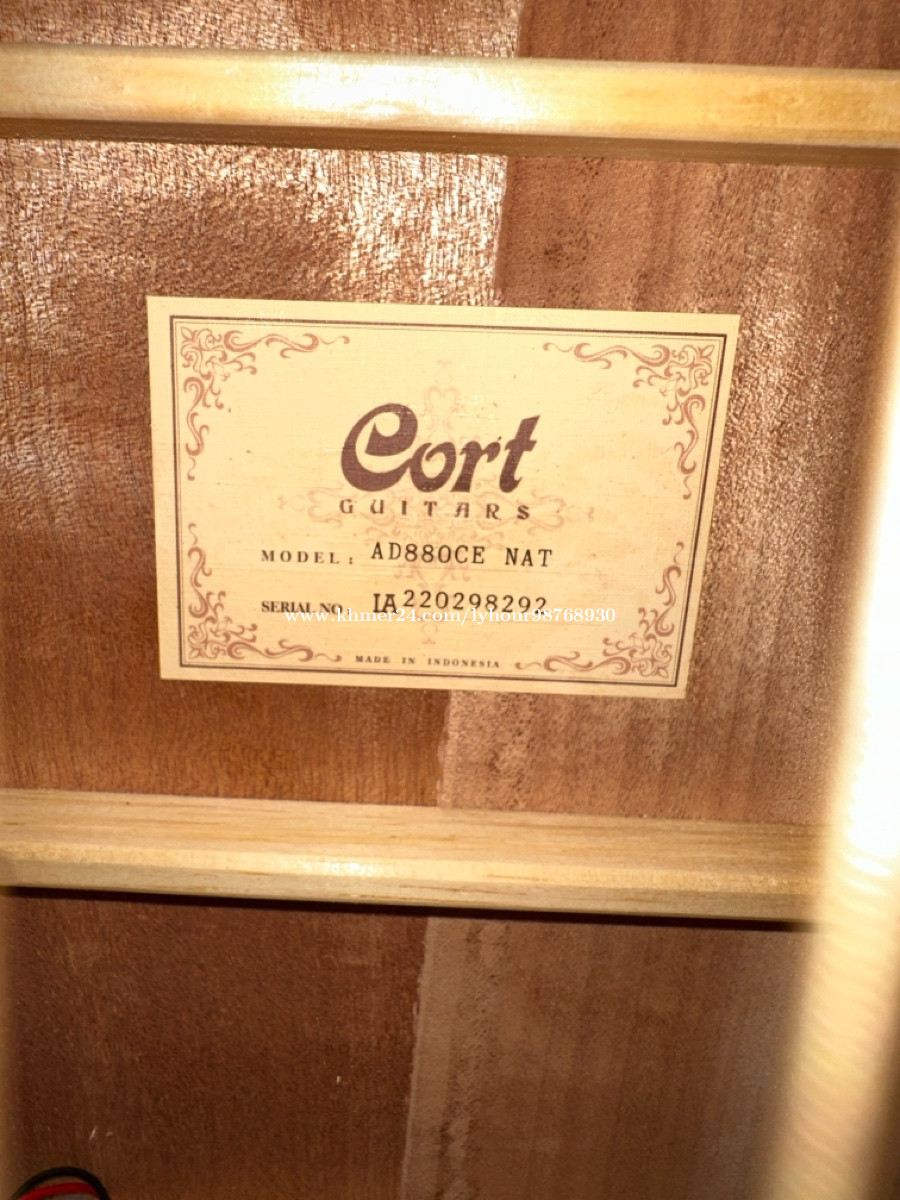 Cort
GUITARS
MODEL: AD880CE NAT
SERIAL NO. IA220298292
www.khmer24.com/lyhour98768930
MADE IN INDONESIA